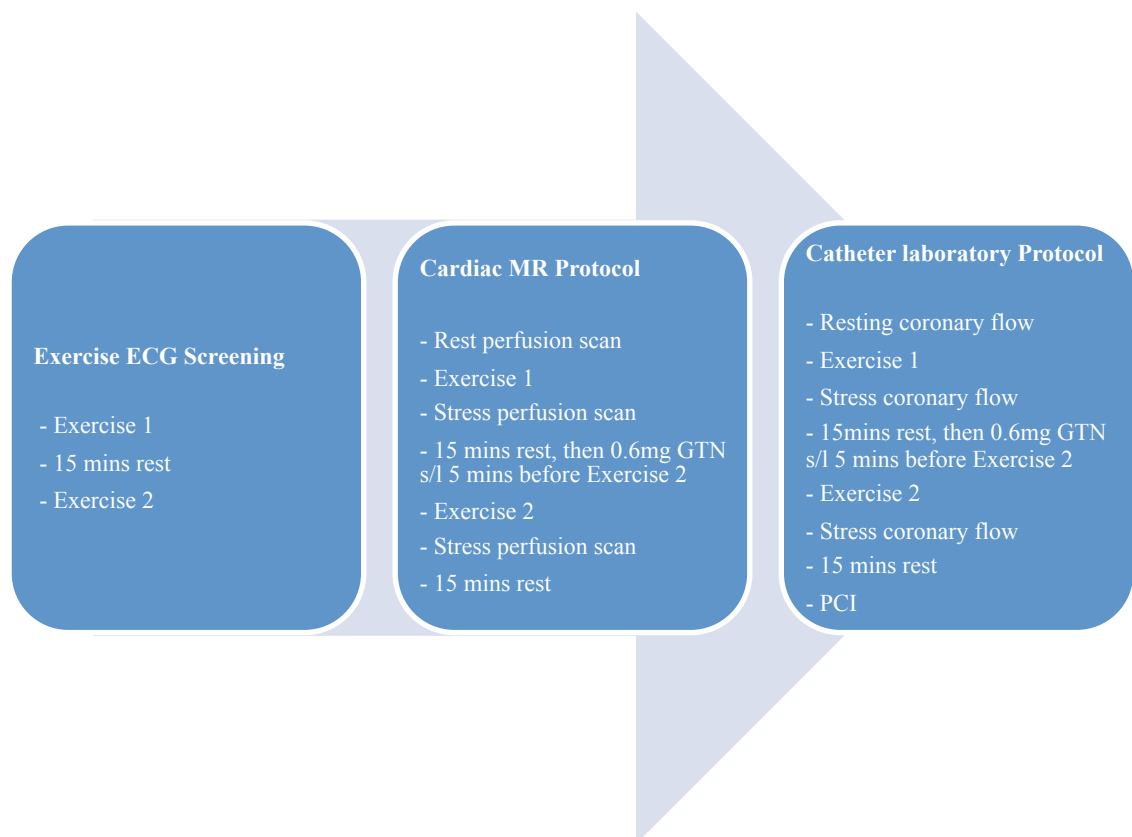 Exercise ECG Screening
- Exercise 1
- 15 mins rest
- Exercise 2
Cardiac MR Protocol
- Rest perfusion scan
- Exercise 1
- Stress perfusion scan
- 15 mins rest, then 0.6mg GTN
s/l 5 mins before Exercise 2
- Exercise 2
- Stress perfusion scan
- 15 mins rest
Catheter laboratory Protocol
- Resting coronary flow
- Exercise 1
- Stress coronary flow
- 15mins rest, then 0.6mg GTN
s/l 5 mins before Exercise 2
- Exercise 2
- Stress coronary flow
- 15 mins rest
- PCI